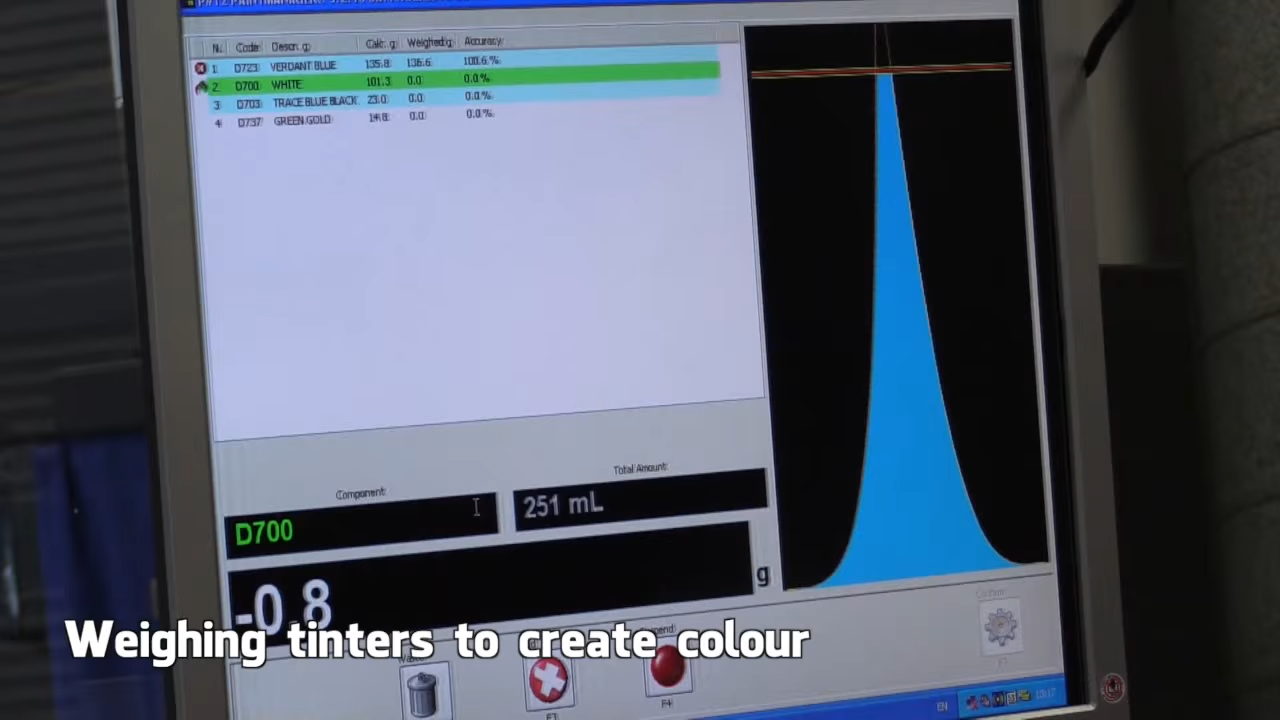 N. Code Descr. g Calc. g Weighed g Accuracy
1 D723 VERDANT BLUE 135.8 136.6 100.6 %
2 D700 WHITE 101.3 0.0 0.0 %
3 D703 TRACE BLUE BLACK 23.0 0.0 0.0 %
4 D737 GREEN GOLD 14.8 0.0 0.0 %
Component
Total Amount
D700
251 mL
-0.8
g
Weighing tinters to create colour
F3
F4
EN